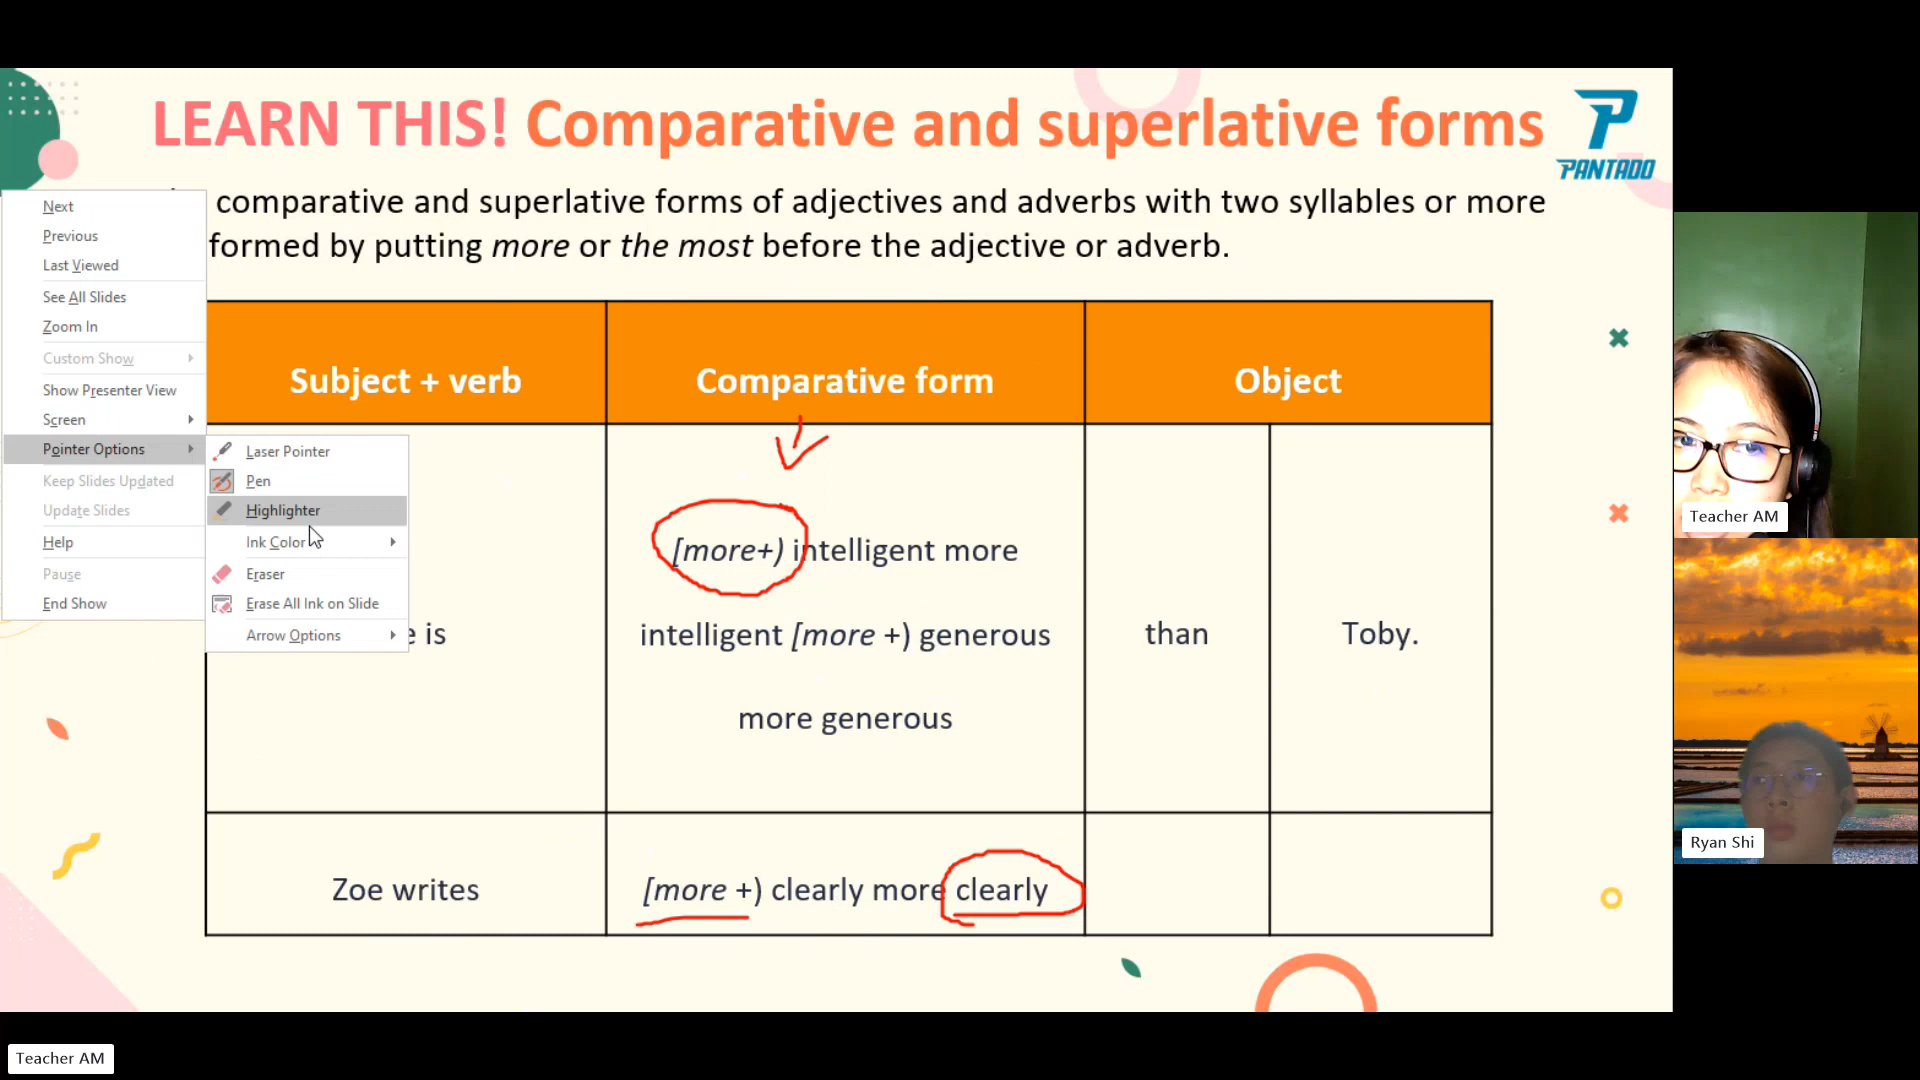 LEARN THIS! Comparative and superlative forms
PANTADO
comparative and superlative forms of adjectives and adverbs with two syllables or more
formed by putting more or the most before the adjective or adverb.
Next
Previous
Last Viewed
See All Slides
Zoom In
Custom Show
Show Presenter View
Screen
Pointer Options
Keep Slides Updated
Update Slides
Help
Pause
End Show
Laser Pointer
Pen
Highlighter
Ink Color
Eraser
Erase All Ink on Slide
Arrow Options
Subject + verb
Comparative form
Object
e is
[more+) intelligent more
intelligent [more +) generous
more generous
than
Toby.
Zoe writes
[more +) clearly more clearly
Teacher AM
Ryan Shi
Teacher AM